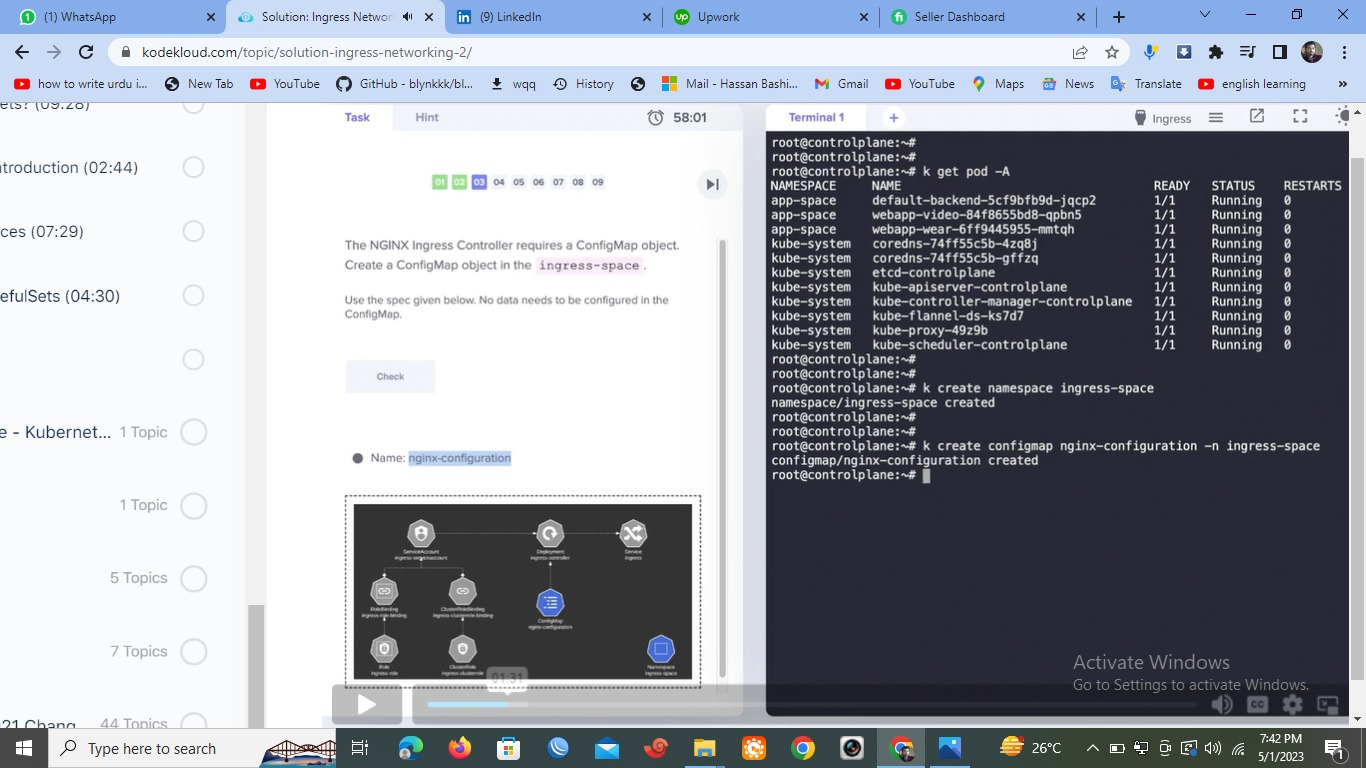 (1) WhatsApp
Solution: Ingress Networ
(9) LinkedIn
Upwork
Seller Dashboard
kodekloud.com/topic/solution-ingress-networking-2/
how to write urdu i...
New Tab
YouTube
GitHub - blynkkk/bl...
wqq
History
Mail - Hassan Bashi...
Gmail
YouTube
Maps
News
Translate
english learning
»
ets? (09:28)
ntroduction (02:44)
ces (07:29)
efulSets (04:30)
e - Kubernet... 1 Topic
1 Topic
5 Topics
7 Topics
21 Chang 44 Topics
Task
Hint
58:01
01 02 03 04 05 06 07 08 09
The NGINX Ingress Controller requires a ConfigMap object.
Create a ConfigMap object in the ingress-space.
Use the spec given below. No data needs to be configured in the
ConfigMap.
Check
Name: nginx-configuration
ServiceAccount
ingress-serviceaccount
Deployment
ingress-controller
Service
ingress
RoleBinding
ingress-role-binding
ClusterRoleBinding
ingress-clusterrole-binding
ConfigMap
nginx-configuration
Role
ingress-role
ClusterRole
ingress-clusterrole
Namespace
ingress-space
01:31
Terminal 1
+
Ingress
root@controlplane:~#
root@controlplane:~#
root@controlplane:~# k get pod -A
NAMESPACE NAME READY STATUS RESTARTS
app-space default-backend-5cf9bfb9d-jqcp2 1/1 Running 0
app-space webapp-video-84f8655bd8-qpbn5 1/1 Running 0
app-space webapp-wear-6ff9445955-mmtqh 1/1 Running 0
kube-system coredns-74ff55c5b-4zq8j 1/1 Running 0
kube-system coredns-74ff55c5b-gffzq 1/1 Running 0
kube-system etcd-controlplane 1/1 Running 0
kube-system kube-apiserver-controlplane 1/1 Running 0
kube-system kube-controller-manager-controlplane 1/1 Running 0
kube-system kube-flannel-ds-ks7d7 1/1 Running 0
kube-system kube-proxy-49z9b 1/1 Running 0
kube-system kube-scheduler-controlplane 1/1 Running 0
root@controlplane:~#
root@controlplane:~#
root@controlplane:~# k create namespace ingress-space
namespace/ingress-space created
root@controlplane:~#
root@controlplane:~#
root@controlplane:~# k create configmap nginx-configuration -n ingress-space
configmap/nginx-configuration created
root@controlplane:~#
Activate Windows
Go to Settings to activate Windows.
CC
Type here to search
26°C
7:42 PM
5/1/2023
1